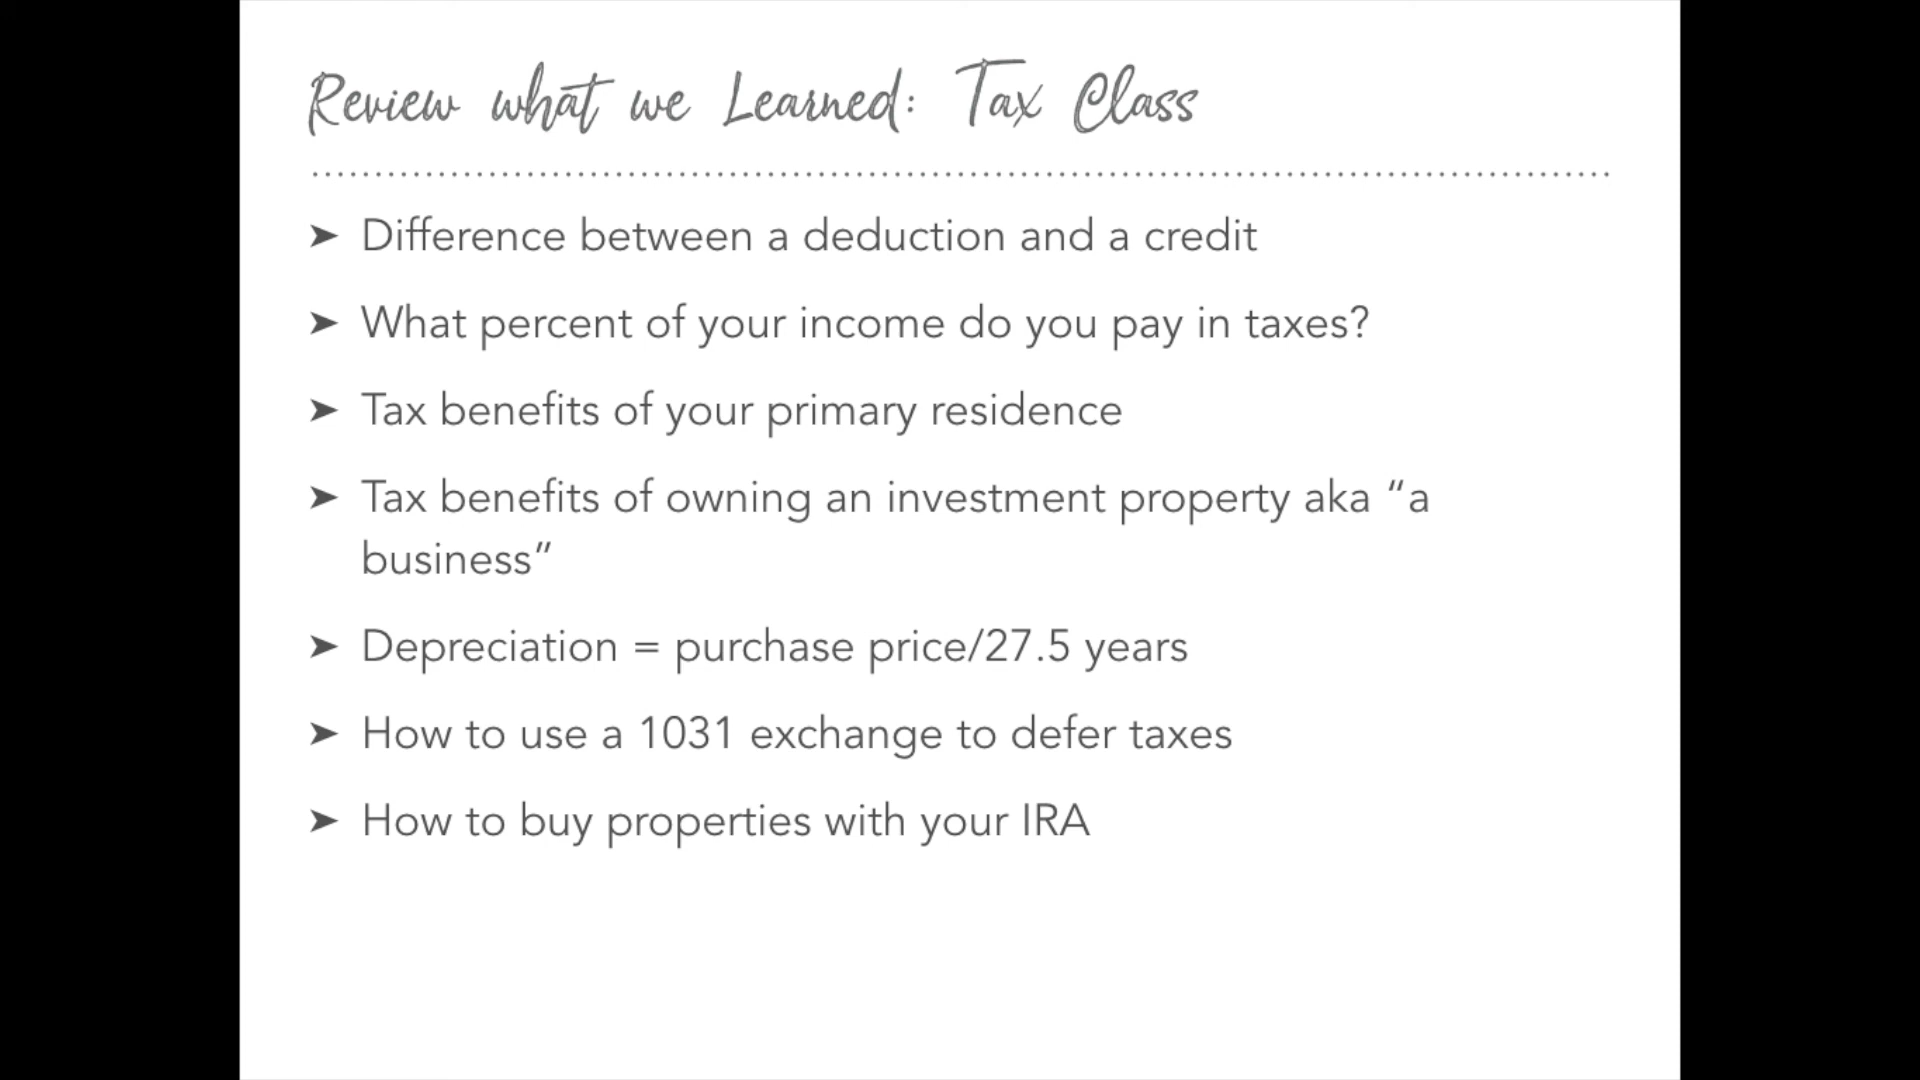 Review what we Learned: Tax Class
➤ Difference between a deduction and a credit
➤ What percent of your income do you pay in taxes?
➤ Tax benefits of your primary residence
➤ Tax benefits of owning an investment property aka “a
business”
➤ Depreciation = purchase price/27.5 years
➤ How to use a 1031 exchange to defer taxes
➤ How to buy properties with your IRA